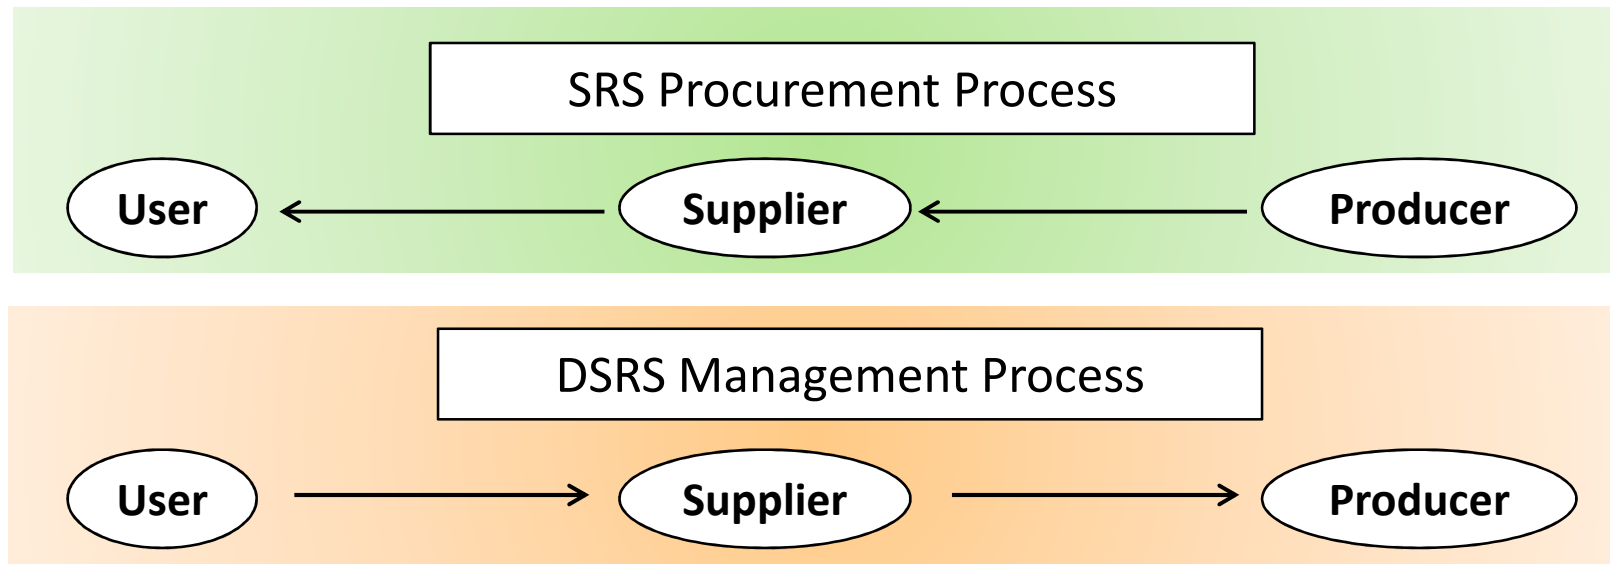 SRS Procurement Process
User
Supplier
Producer
DSRS Management Process
User
Supplier
Producer